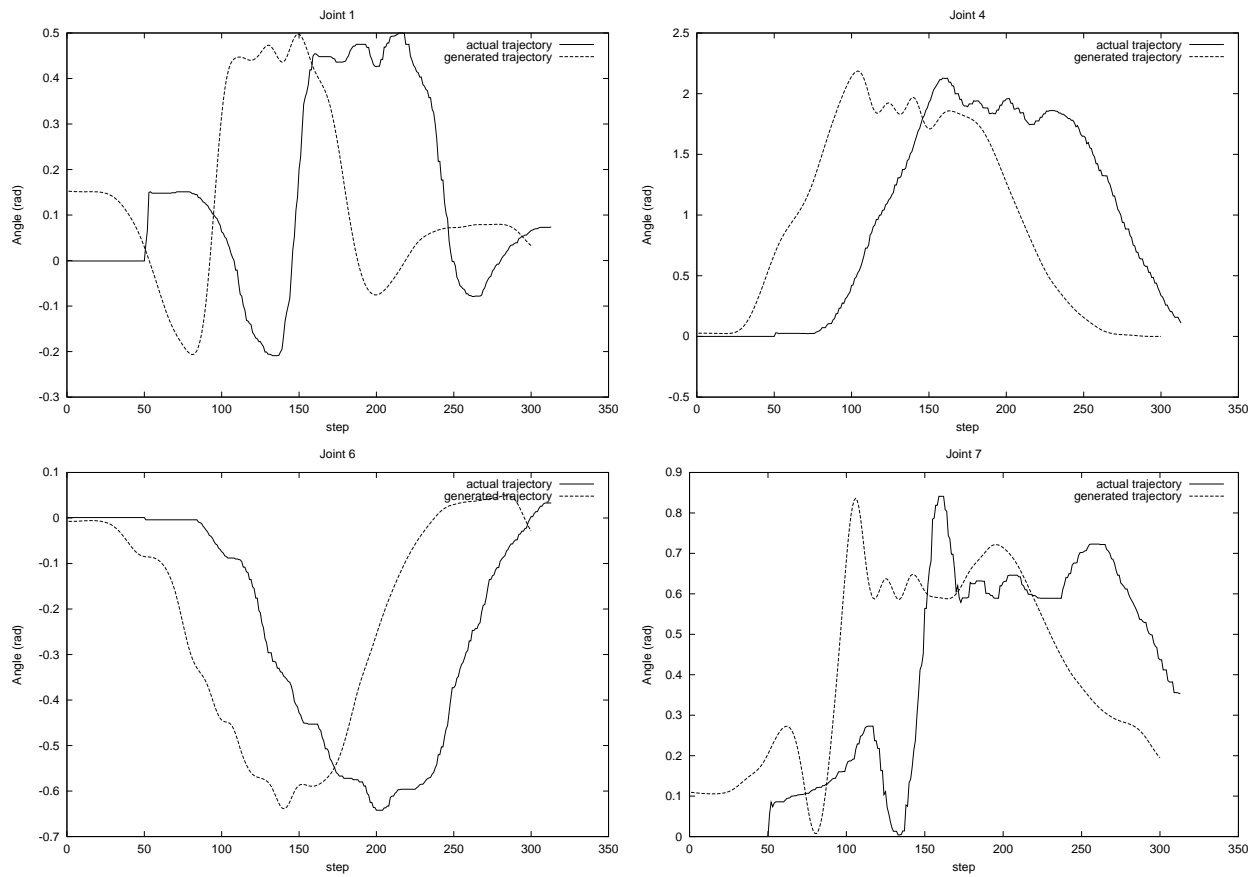 Joint 1
actual trajectory
generated trajectory
Angle (rad)
0.5
0.4
0.3
0.2
0.1
0
-0.1
-0.2
-0.3
0 50 100 150 200 250 300 350
step
Joint 4
actual trajectory
generated trajectory
Angle (rad)
2.5
2
1.5
1
0.5
0
-0.5
0 50 100 150 200 250 300 350
step
Joint 6
actual trajectory
generated trajectory
Angle (rad)
0.1
0
-0.1
-0.2
-0.3
-0.4
-0.5
-0.6
-0.7
0 50 100 150 200 250 300 350
step
Joint 7
actual trajectory
generated trajectory
Angle (rad)
0.9
0.8
0.7
0.6
0.5
0.4
0.3
0.2
0.1
0
0 50 100 150 200 250 300 350
step